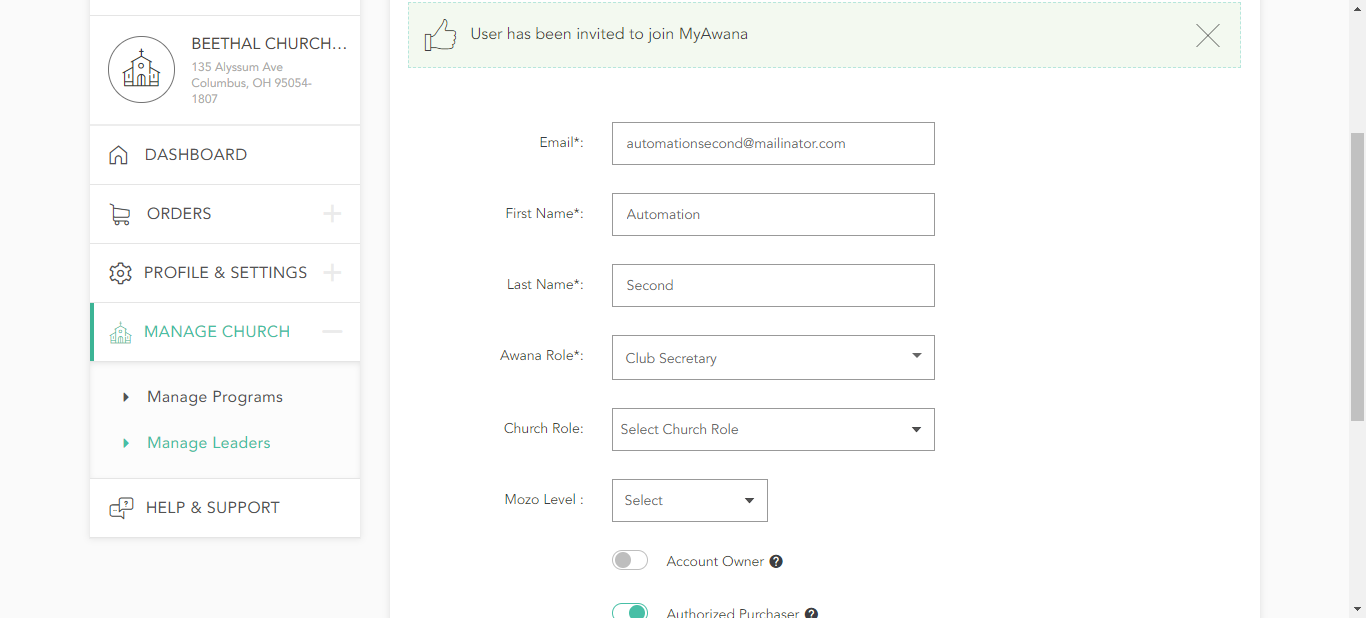 BEETHAL CHURCH...
135 Alyssum Ave
Columbus, OH 95054-
1807
DASHBOARD
ORDERS
PROFILE & SETTINGS
MANAGE CHURCH
Manage Programs
Manage Leaders
HELP & SUPPORT
User has been invited to join MyAwana
Email*:
automationsecond@mailinator.com
First Name*:
Automation
Last Name*:
Second
Awana Role*:
Club Secretary
Church Role:
Select Church Role
Mozo Level :
Select
Account Owner ?
Authorized Purchaser ?